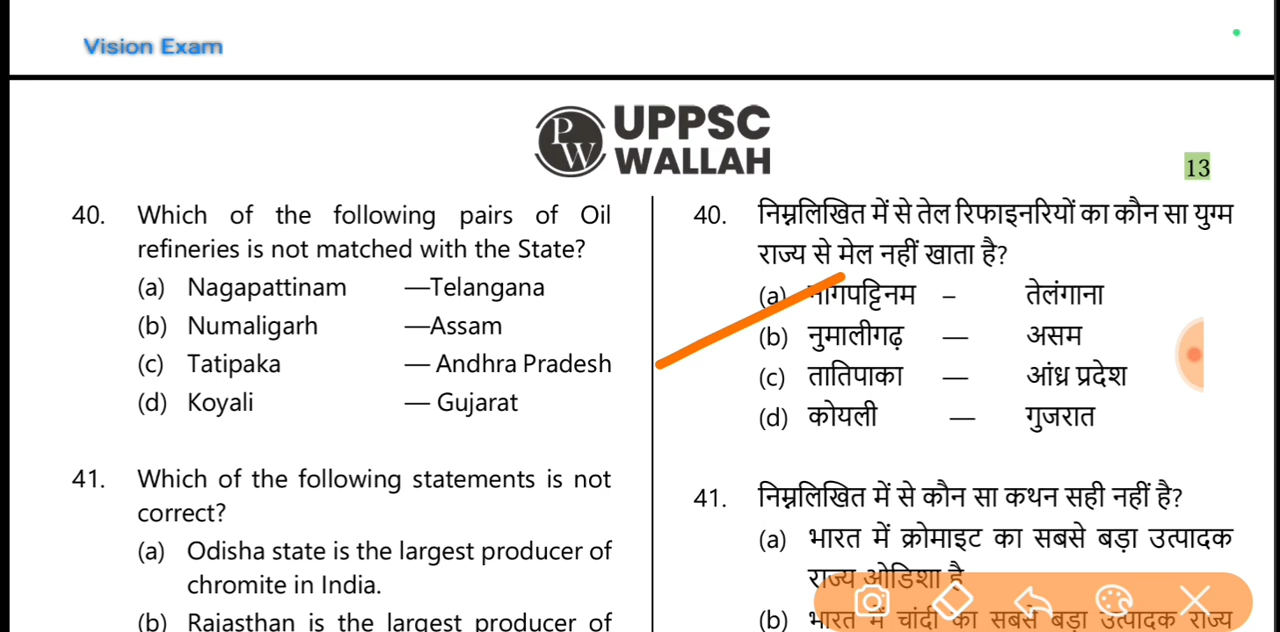 Vision Exam
PW UPPSC
WALLAH
13
40. Which of the following pairs of Oil
refineries is not matched with the State?
(a) Nagapattinam —Telangana
(b) Numaligarh —Assam
(c) Tatipaka — Andhra Pradesh
(d) Koyali — Gujarat
41. Which of the following statements is not
correct?
(a) Odisha state is the largest producer of
chromite in India.
(b) Rajasthan is the largest producer of
40. निम्नलिखित में से तेल रिफाइनरियों का कौन सा युग्म
राज्य से मेल नहीं खाता है?
(a) नागपट्टिनम – तेलंगाना
(b) नुमालीगढ़ — असम
(c) तातिपाका — आंध्र प्रदेश
(d) कोयली — गुजरात
41. निम्नलिखित में से कौन सा कथन सही नहीं है?
(a) भारत में क्रोमाइट का सबसे बड़ा उत्पादक
राज्य ओडिशा है
(b) भारत में चांदी का सबसे बड़ा उत्पादक राज्य